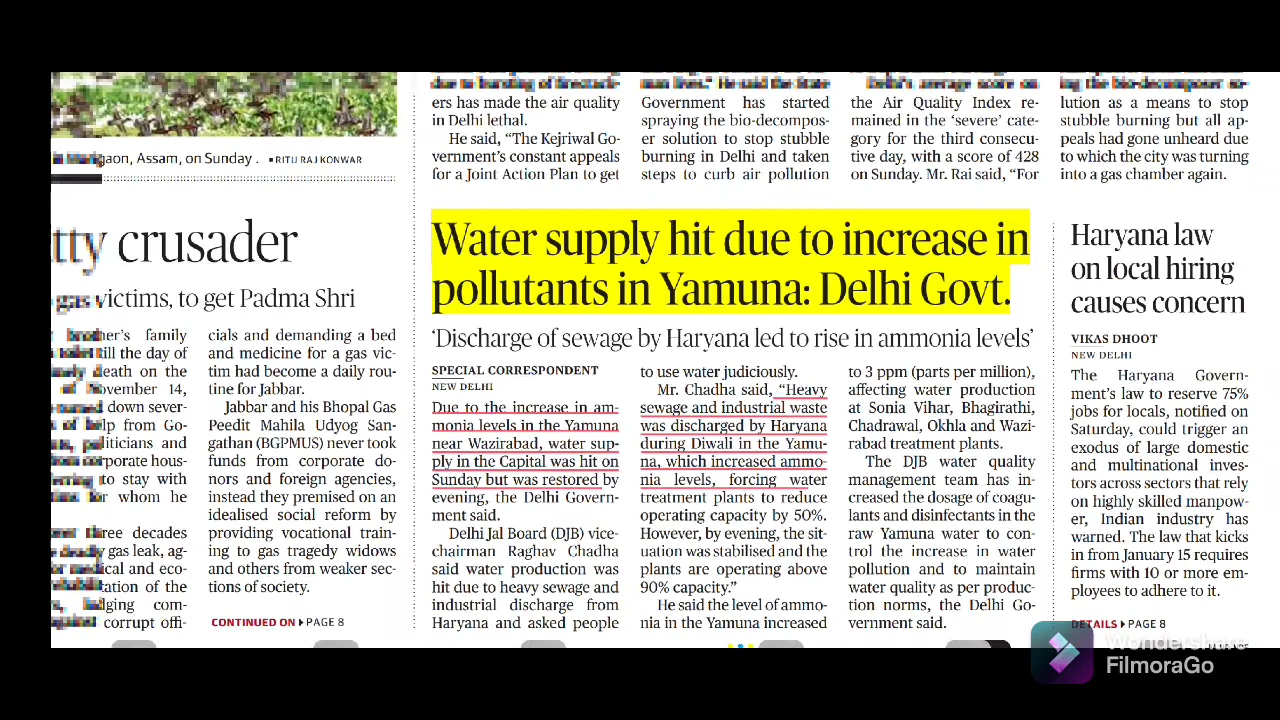 ers has made the air quality
in Delhi lethal.
He said, “The Kejriwal Go-
vernment’s constant appeals
for a Joint Action Plan to get
man lives.” He said the State
Government has started
spraying the bio-decompos-
er solution to stop stubble
burning in Delhi and taken
steps to curb air pollution
Delhi’s average score on
the Air Quality Index re-
mained in the ‘severe’ cate-
gory for the third consecu-
tive day, with a score of 428
on Sunday. Mr. Rai said, “For
ing the bio-decomposer so-
lution as a means to stop
stubble burning but all ap-
peals had gone unheard due
to which the city was turning
into a gas chamber again.
gaon, Assam, on Sunday . ▪RITU RAJ KONWAR
tty crusader
gas victims, to get Padma Shri
brother’s family
till the day of
death on the
of November 14,
down sever-
of help from Go-
politicians and
corporate hous-
to stay with
for whom he
three decades
deadly gas leak, ag-
medical and eco-
rehabilitation of the
lodging com-
against corrupt offi-
cials and demanding a bed
and medicine for a gas vic-
tim had become a daily rou-
tine for Jabbar.
Jabbar and his Bhopal Gas
Peedit Mahila Udyog San-
gathan (BGPMUS) never took
funds from corporate do-
nors and foreign agencies,
instead they premised on an
idealised social reform by
providing vocational train-
ing to gas tragedy widows
and others from weaker sec-
tions of society.
CONTINUED ON ▸ PAGE 8
Water supply hit due to increase in
pollutants in Yamuna: Delhi Govt.
‘Discharge of sewage by Haryana led to rise in ammonia levels’
SPECIAL CORRESPONDENT
NEW DELHI
Due to the increase in am-
monia levels in the Yamuna
near Wazirabad, water sup-
ply in the Capital was hit on
Sunday but was restored by
evening, the Delhi Govern-
ment said.
Delhi Jal Board (DJB) vice-
chairman Raghav Chadha
said water production was
hit due to heavy sewage and
industrial discharge from
Haryana and asked people
to use water judiciously.
Mr. Chadha said, “Heavy
sewage and industrial waste
was discharged by Haryana
during Diwali in the Yamu-
na, which increased ammo-
nia levels, forcing water
treatment plants to reduce
operating capacity by 50%.
However, by evening, the sit-
uation was stabilised and the
plants are operating above
90% capacity.”
He said the level of ammo-
nia in the Yamuna increased
to 3 ppm (parts per million),
affecting water production
at Sonia Vihar, Bhagirathi,
Chadrawal, Okhla and Wazi-
rabad treatment plants.
The DJB water quality
management team has in-
creased the dosage of coagu-
lants and disinfectants in the
raw Yamuna water to con-
trol the increase in water
pollution and to maintain
water quality as per produc-
tion norms, the Delhi Go-
vernment said.
Haryana law
on local hiring
causes concern
VIKAS DHOOT
NEW DELHI
The Haryana Govern-
ment’s law to reserve 75%
jobs for locals, notified on
Saturday, could trigger an
exodus of large domestic
and multinational inves-
tors across sectors that rely
on highly skilled manpow-
er, Indian industry has
warned. The law that kicks
in from January 15 requires
firms with 10 or more em-
ployees to adhere to it.
DETAILS ▸ PAGE 8
Wondershare
FilmoraGo